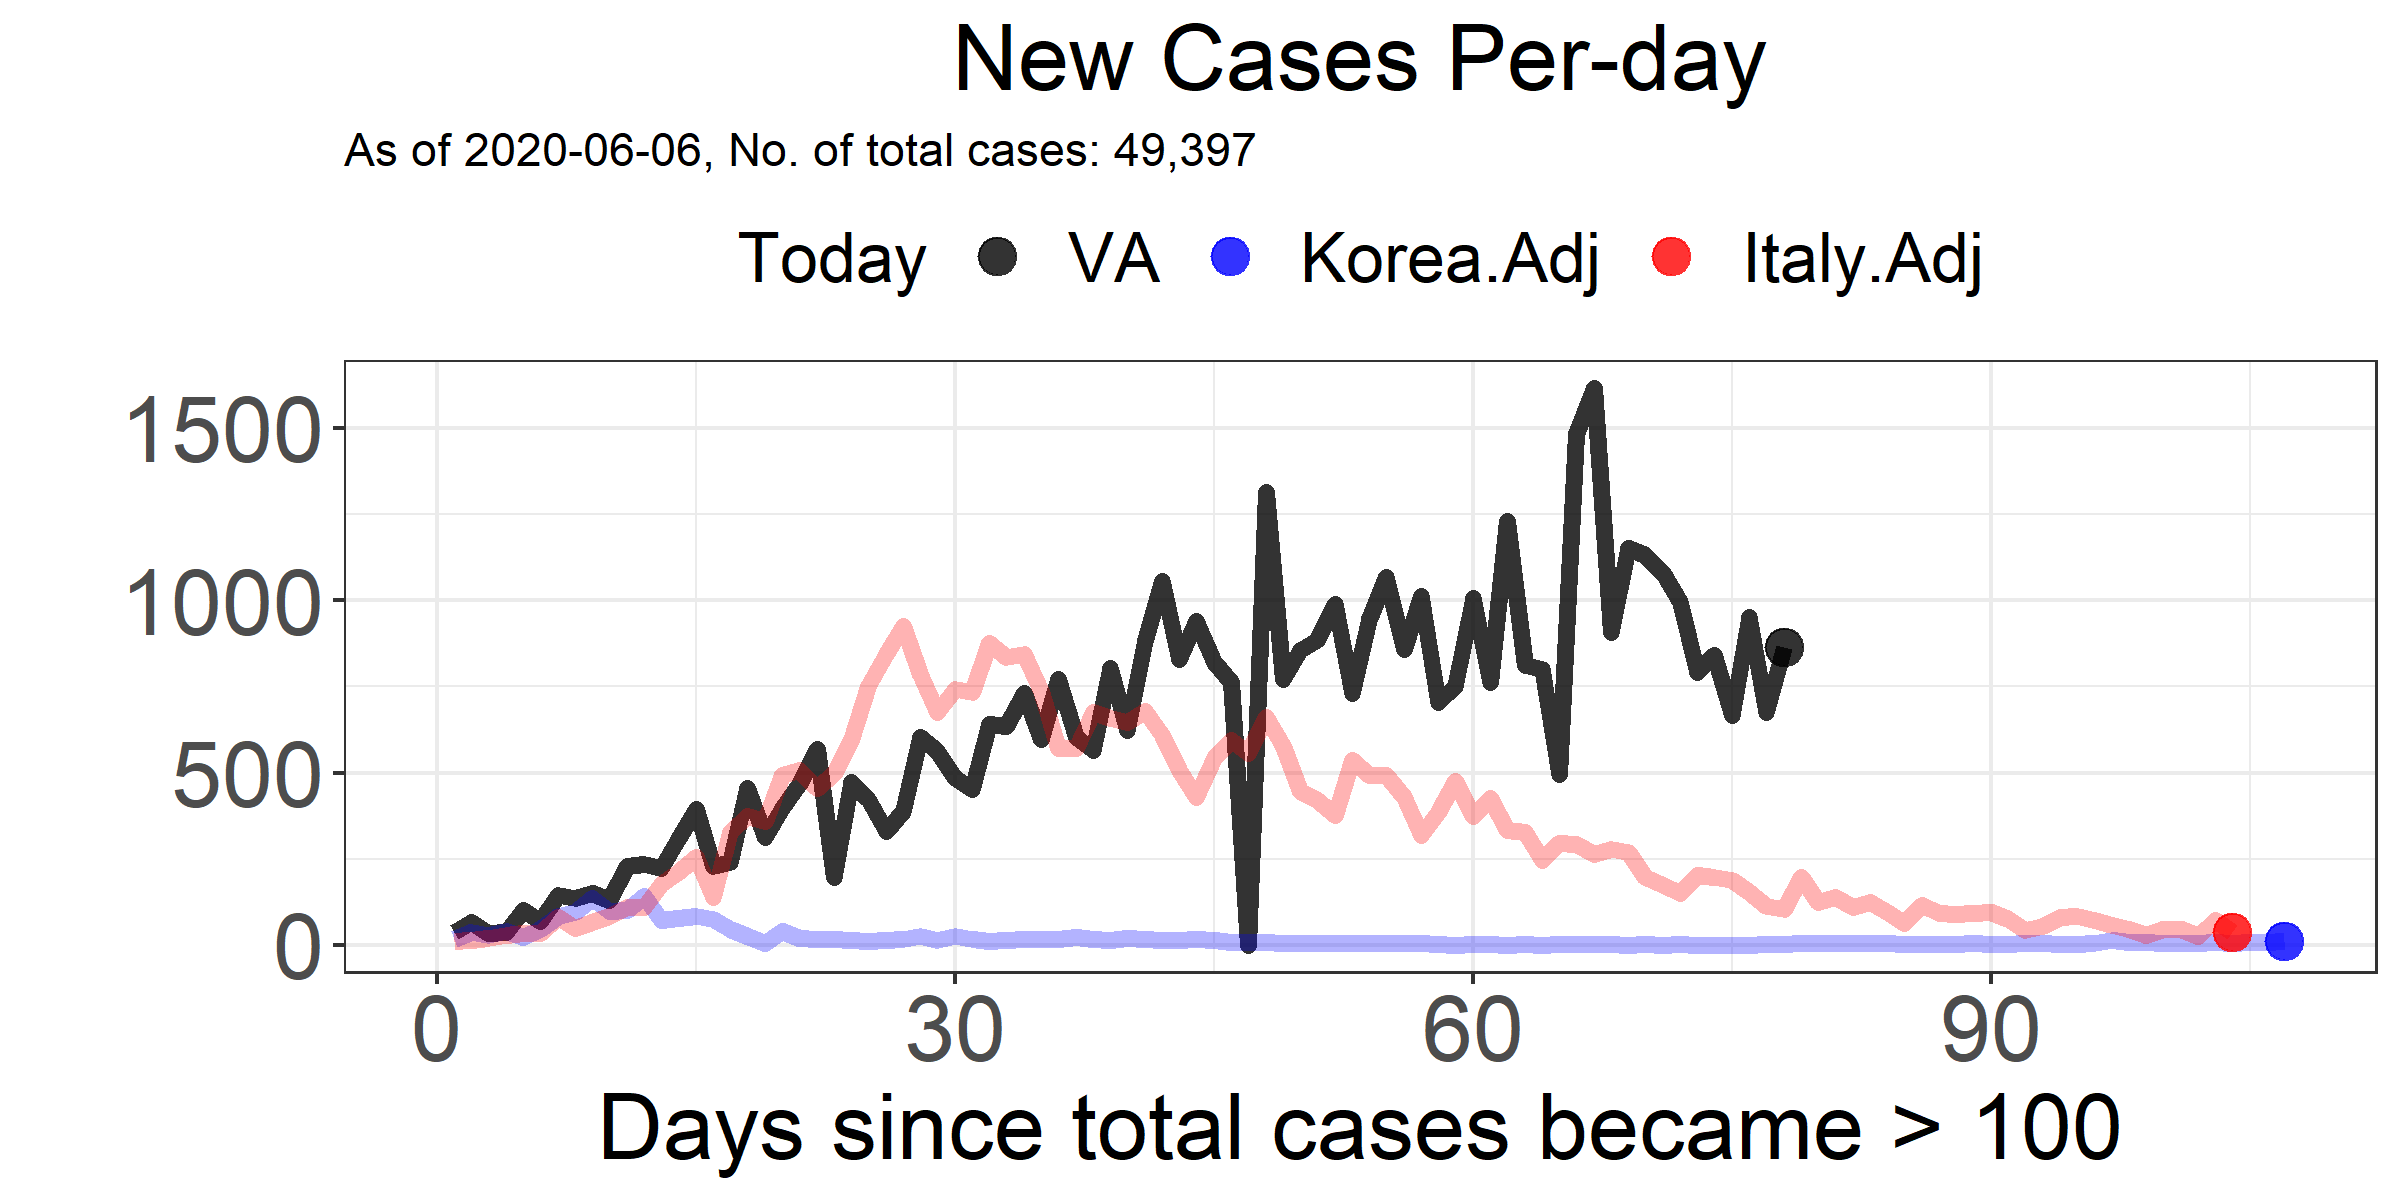 New Cases Per-day
As of 2020-06-06, No. of total cases: 49,397
Today VA Korea.Adj Italy.Adj
1500
1000
500
0
0 30 60 90
Days since total cases became > 100